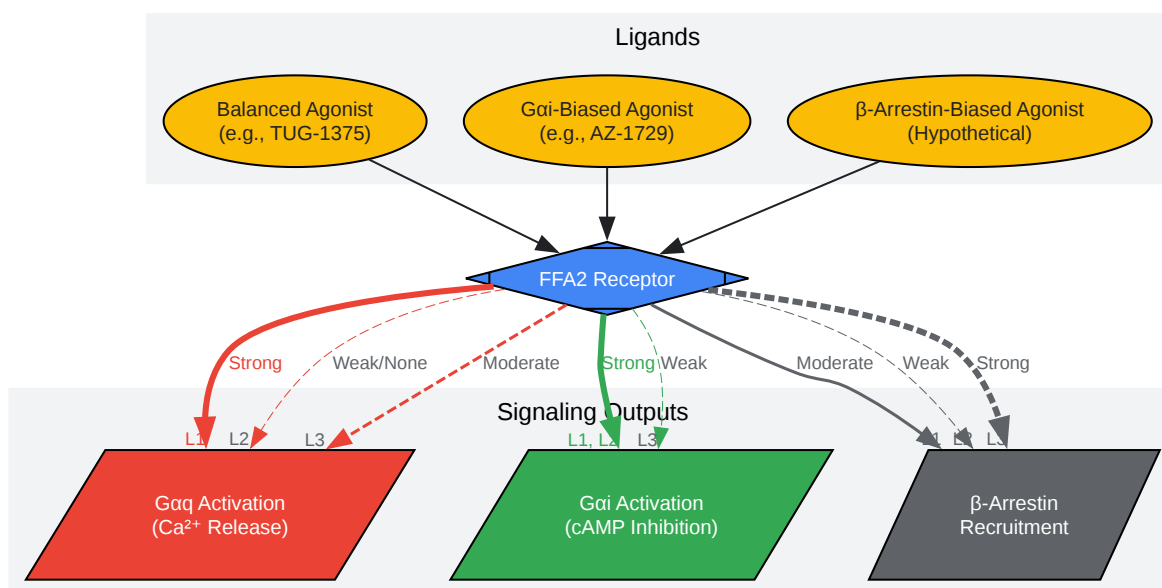 Ligands
Balanced Agonist
(e.g., TUG-1375)
Gαi-Biased Agonist
(e.g., AZ-1729)
β-Arrestin-Biased Agonist
(Hypothetical)
FFA2 Receptor
Strong
Weak/None
Moderate
Strong
Weak
Moderate
Weak
Strong
Signaling Outputs
L1
L2
L3
L1, L2
L3
Gαq Activation
(Ca²⁺ Release)
Gαi Activation
(cAMP Inhibition)
β-Arrestin
Recruitment